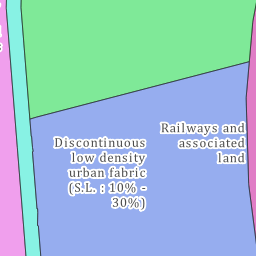 Discontinuous
low density
urban fabric
(S.L. : 10% -
30%)
Railways and
associated
land